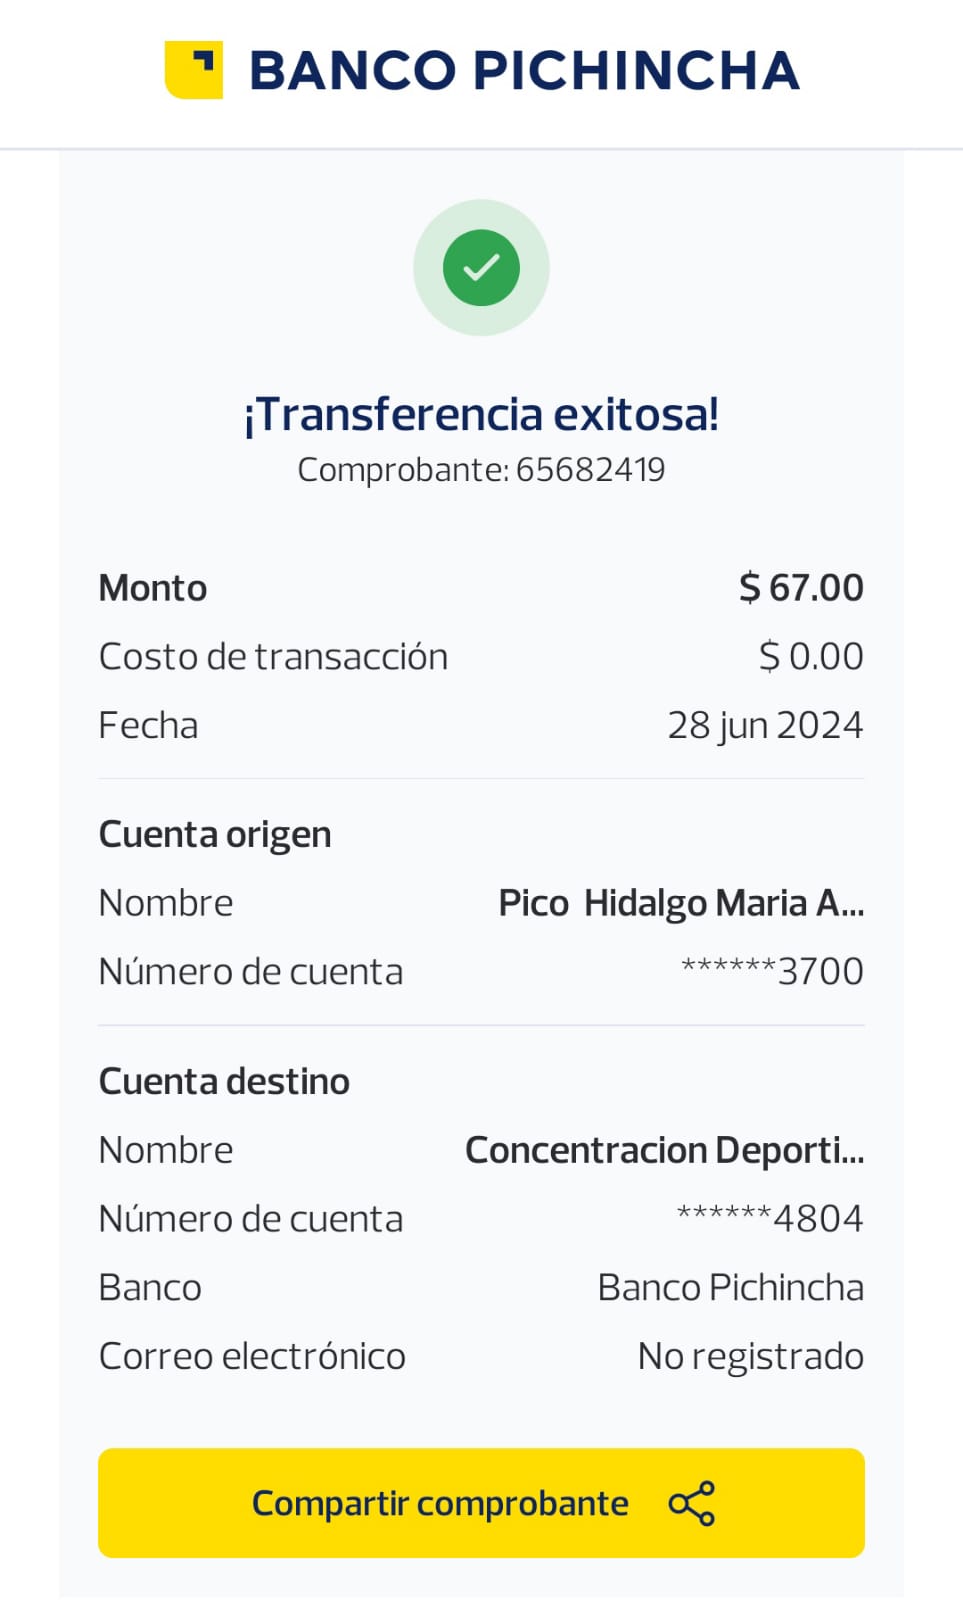 BANCO PICHINCHA
¡Transferencia exitosa!
Comprobante: 65682419
Monto $ 67.00
Costo de transacción $ 0.00
Fecha 28 jun 2024
Cuenta origen
Nombre Pico  Hidalgo Maria A...
Número de cuenta ******3700
Cuenta destino
Nombre Concentracion Deporti...
Número de cuenta ******4804
Banco Banco Pichincha
Correo electrónico No registrado
Compartir comprobante